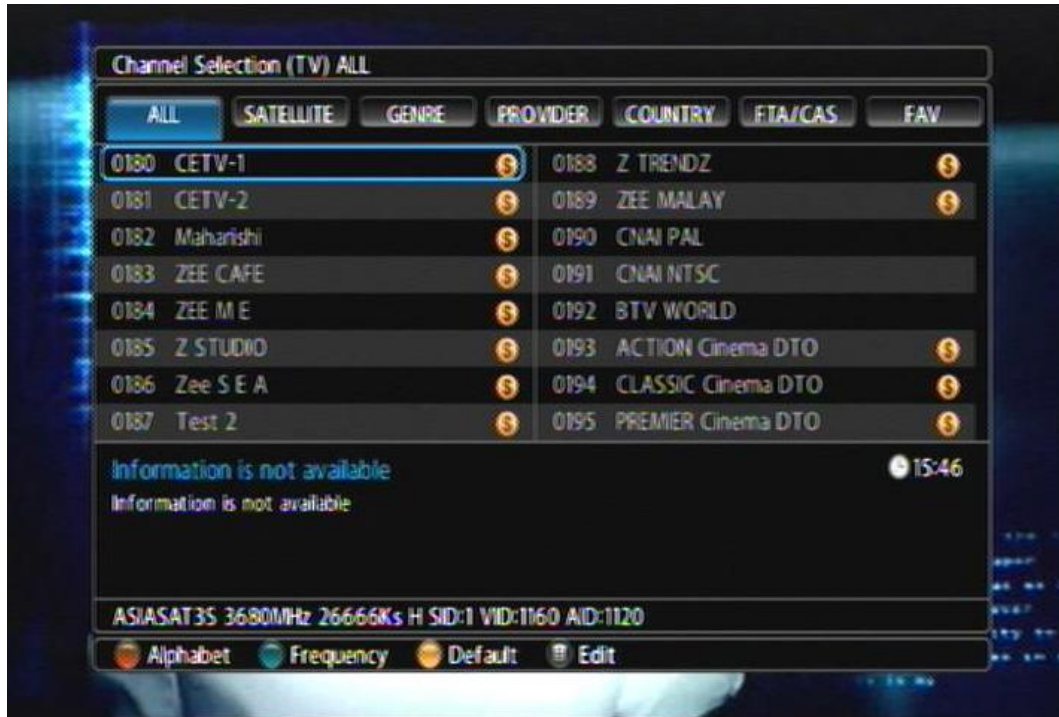 Channel Selection (TV) ALL
ALL SATELLITE GENRE PROVIDER COUNTRY FTA/CAS FAV
0180 CETV-1
0181 CETV-2
0182 Maharishi
0183 ZEE CAFE
0184 ZEE M E
0185 Z STUDIO
0186 Zee S E A
0187 Test 2
0188 Z TRENDZ
0189 ZEE MALAY
0190 CNAI PAL
0191 CNAI NTSC
0192 BTV WORLD
0193 ACTION Cinema DTO
0194 CLASSIC Cinema DTO
0195 PREMIER Cinema DTO
Information is not available
15:46
Information is not available
ASIASAT3S 3680MHz 26666Ks H SID:1 VID:1160 AID:1120
Alphabet Frequency Default Edit